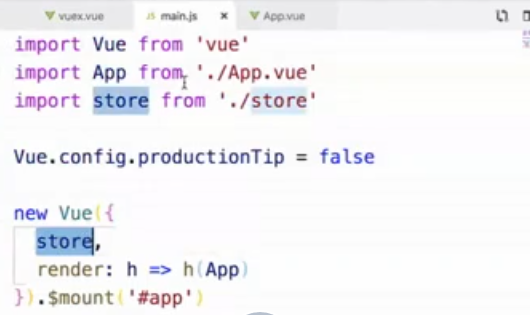 vuex.vue JS main.js × App.vue
import Vue from 'vue'
import App from './App.vue'
import store from './store'
Vue.config.productionTip = false
new Vue({
store,
render: h => h(App)
}).$mount('#app')